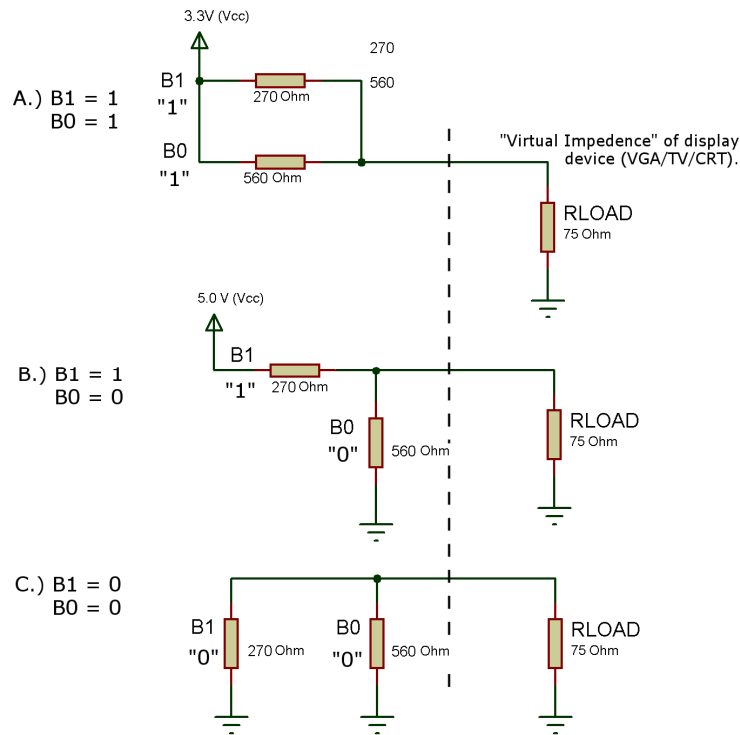 3.3V (Vcc)
270
560
A.) B1 = 1
B0 = 1
B1
"1"
270 Ohm
B0
"1"
560 Ohm
"Virtual Impedence" of display
device (VGA/TV/CRT).
RLOAD
75 Ohm
5.0 V (Vcc)
B.) B1 = 1
B0 = 0
B1
"1"
270 Ohm
B0
"0"
560 Ohm
RLOAD
75 Ohm
C.) B1 = 0
B0 = 0
B1
"0"
270 Ohm
B0
"0"
560 Ohm
RLOAD
75 Ohm